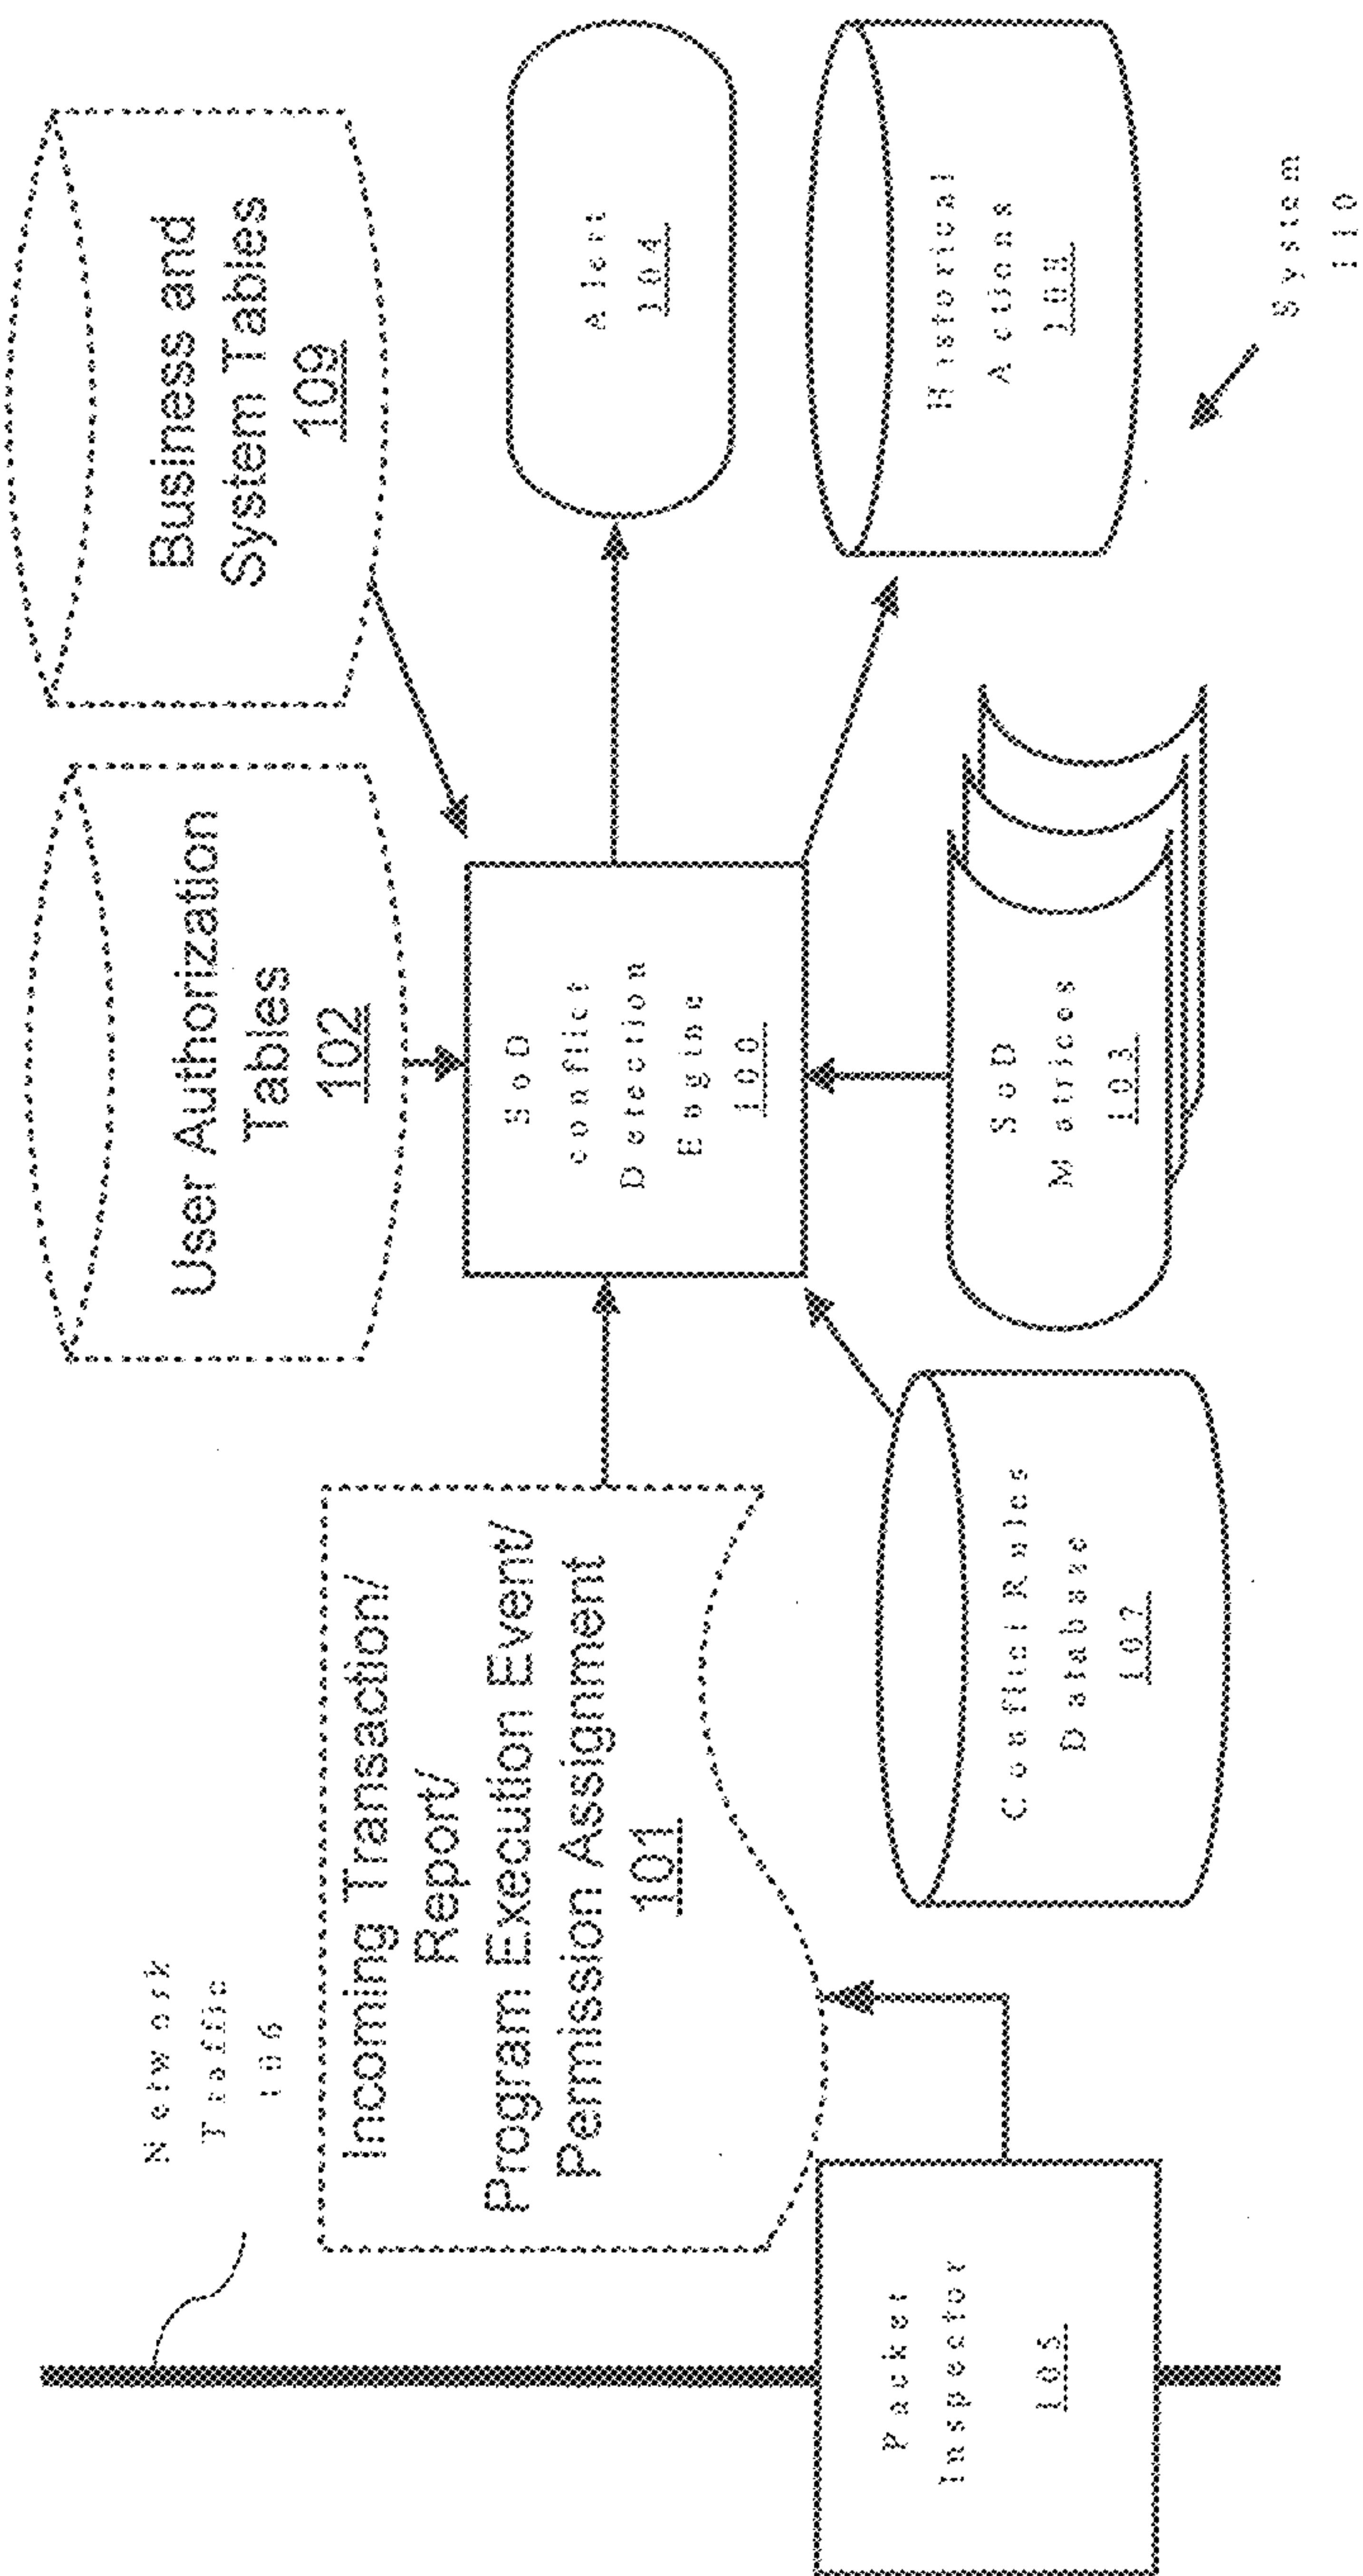 Network
Traffic
106
Incoming Transaction/
Report/
Program Execution Event/
Permission Assignment
101
User Authorization
Tables
102
Business and
System Tables
109
SoD
conflict
Detection
Engine
100
Alert
104
Packet
Inspector
105
Conflict Rules
Database
107
SoD
Matrices
103
Historical
Actions
108
System
110